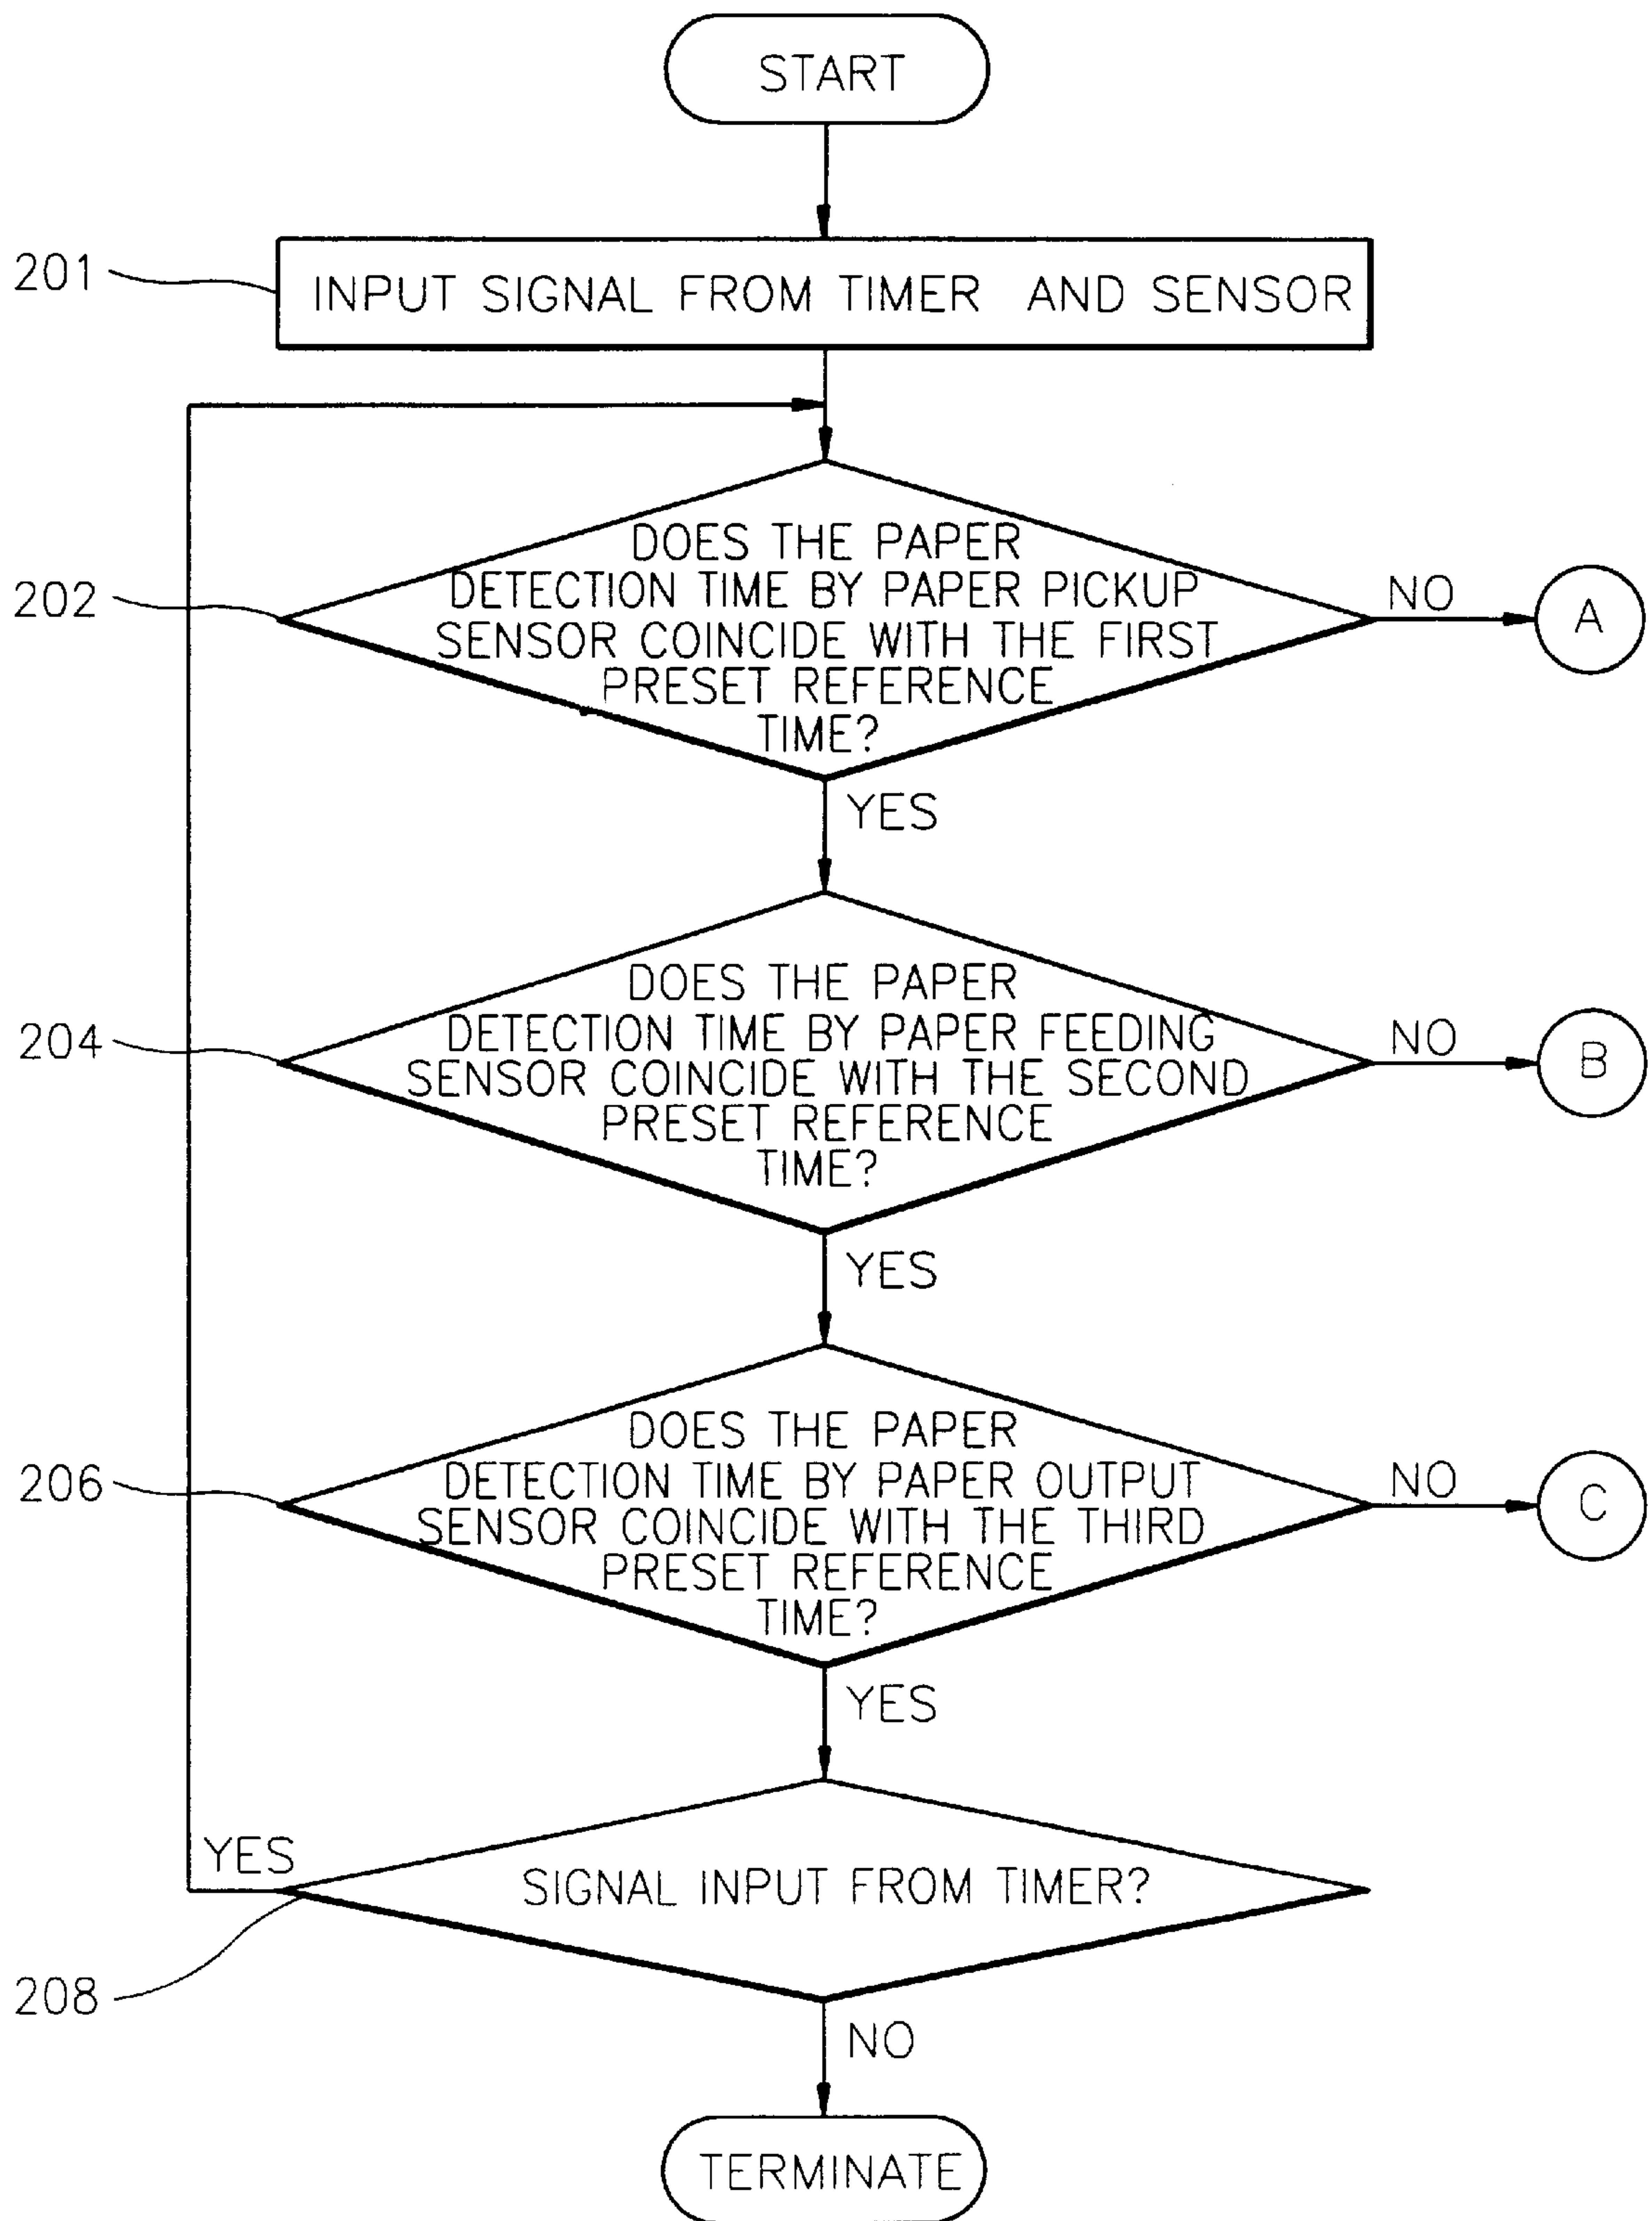 START
201
INPUT SIGNAL FROM TIMER AND SENSOR
202
DOES THE PAPER
DETECTION TIME BY PAPER PICKUP
SENSOR COINCIDE WITH THE FIRST
PRESET REFERENCE
TIME?
NO
A
YES
204
DOES THE PAPER
DETECTION TIME BY PAPER FEEDING
SENSOR COINCIDE WITH THE SECOND
PRESET REFERENCE
TIME?
NO
B
YES
206
DOES THE PAPER
DETECTION TIME BY PAPER OUTPUT
SENSOR COINCIDE WITH THE THIRD
PRESET REFERENCE
TIME?
NO
C
YES
YES
SIGNAL INPUT FROM TIMER?
208
NO
TERMINATE